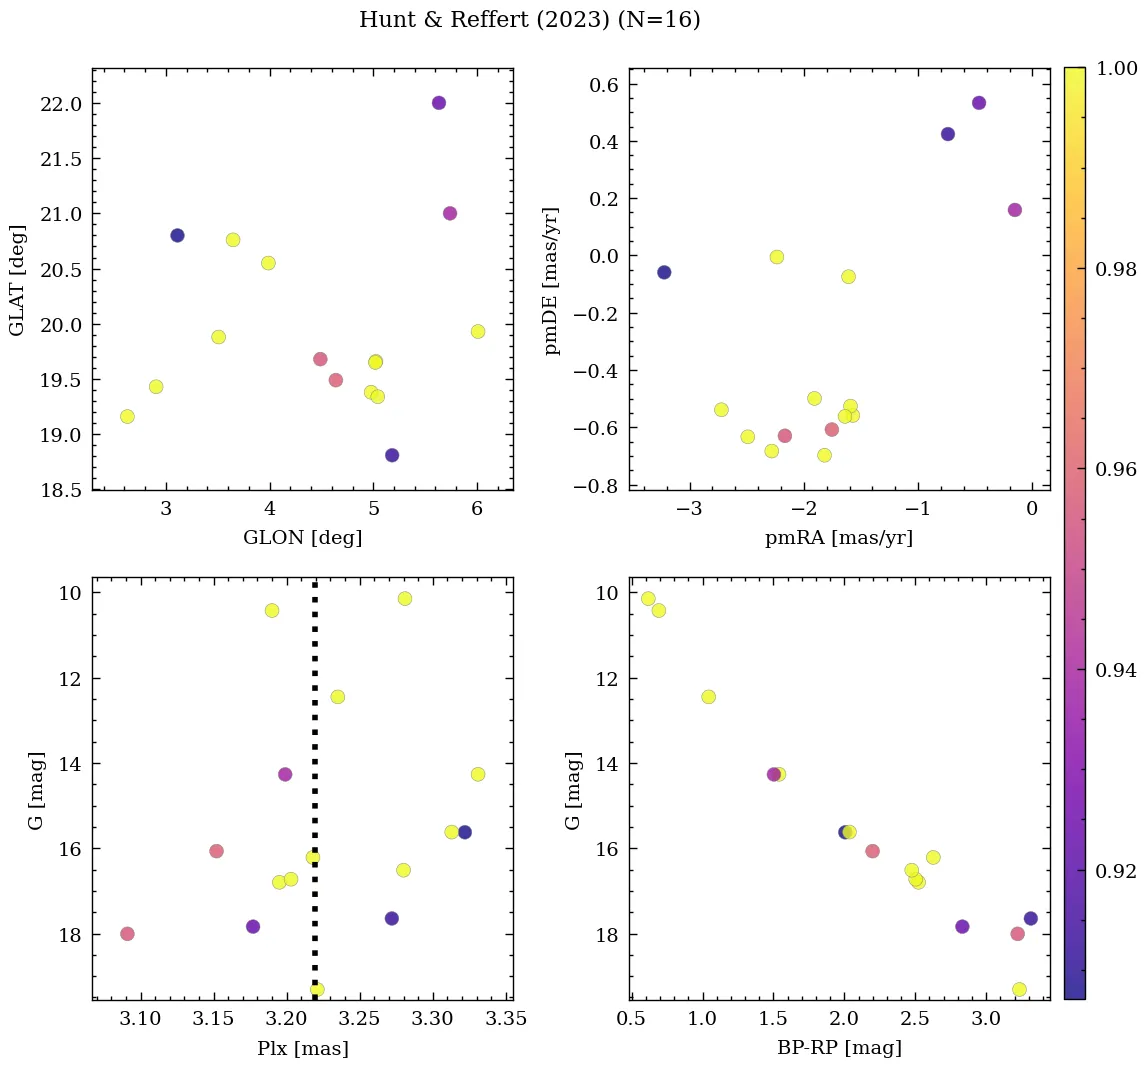 Hunt & Reffert (2023) (N=16)
22.0
21.5
21.0
20.5
20.0
19.5
19.0
18.5
GLAT [deg]
3 4 5 6
GLON [deg]
0.6
0.4
0.2
0.0
−0.2
−0.4
−0.6
−0.8
pmDE [mas/yr]
−3 −2 −1 0
pmRA [mas/yr]
10
12
14
16
18
G [mag]
3.10 3.15 3.20 3.25 3.30 3.35
Plx [mas]
10
12
14
16
18
G [mag]
0.5 1.0 1.5 2.0 2.5 3.0
BP-RP [mag]
1.00
0.98
0.96
0.94
0.92